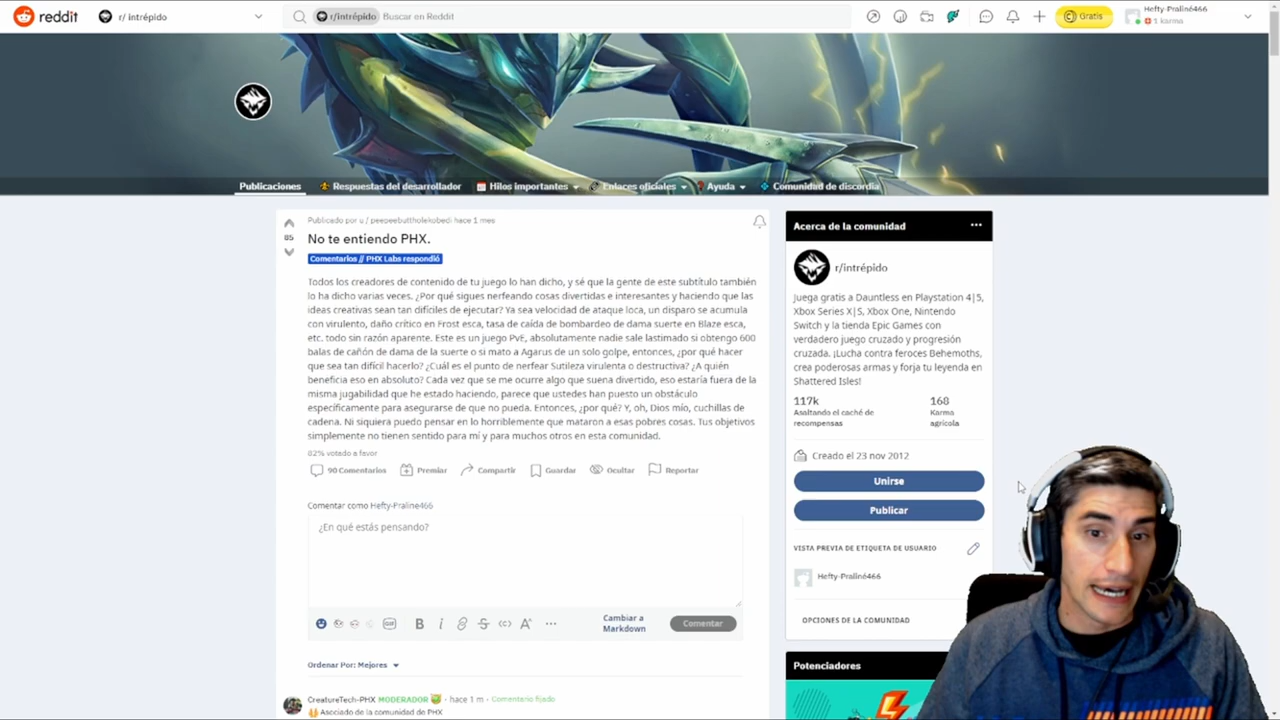 reddit
r/ intrépido
r/intrépido Buscar en Reddit
Gratis
Hefty-Praliné466
1 karma
Publicaciones
Respuestas del desarrollador
Hilos importantes
Enlaces oficiales
Ayuda
Comunidad de discordia
Publicado por u / peepeebuttholekobedi hace 1 mes
85
No te entiendo PHX.
Comentarios // PHX Labs respondió
Todos los creadores de contenido de tu juego lo han dicho, y sé que la gente de este subtítulo también
lo ha dicho varias veces. ¿Por qué sigues nerfeando cosas divertidas e interesantes y haciendo que las
ideas creativas sean tan difíciles de ejecutar? Ya sea velocidad de ataque loca, un disparo se acumula
con virulento, daño crítico en Frost esca, tasa de caída de bombardeo de dama suerte en Blaze esca,
etc. todo sin razón aparente. Este es un juego PvE, absolutamente nadie sale lastimado si obtengo 600
balas de cañón de dama de la suerte o si mato a Agarus de un solo golpe, entonces, ¿por qué hacer
que sea tan difícil hacerlo? ¿Cuál es el punto de nerfear Sutileza virulenta o destructiva? ¿A quién
beneficia eso en absoluto? Cada vez que se me ocurre algo que suena divertido, eso estaría fuera de la
misma jugabilidad que he estado haciendo, parece que ustedes han puesto un obstáculo
específicamente para asegurarse de que no pueda. Entonces, ¿por qué? Y, oh, Dios mío, cuchillas de
cadena. Ni siquiera puedo pensar en lo horriblemente que mataron a esas pobres cosas. Tus objetivos
simplemente no tienen sentido para mí y para muchos otros en esta comunidad.
82% votado a favor
90 Comentarios
Premiar
Compartir
Guardar
Ocultar
Reportar
Comentar como Hefty-Praline466
¿En qué estás pensando?
GIF
B
i
Cambiar a
Markdown
Comentar
Ordenar Por: Mejores
CreatureTech-PHX MODERADOR · hace 1 m · Comentario fijado
Asociado de la comunidad de PHX
Acerca de la comunidad
r/intrépido
Juega gratis a Dauntless en Playstation 4|5,
Xbox Series X|S, Xbox One, Nintendo
Switch y la tienda Epic Games con
verdadero juego cruzado y progresión
cruzada. ¡Lucha contra feroces Behemoths,
crea poderosas armas y forja tu leyenda en
Shattered Isles!
117k
Asaltando el caché de
recompensas
168
Karma
agrícola
Creado el 23 nov 2012
Unirse
Publicar
VISTA PREVIA DE ETIQUETA DE USUARIO
Hefty-Praliné466
OPCIONES DE LA COMUNIDAD
Potenciadores